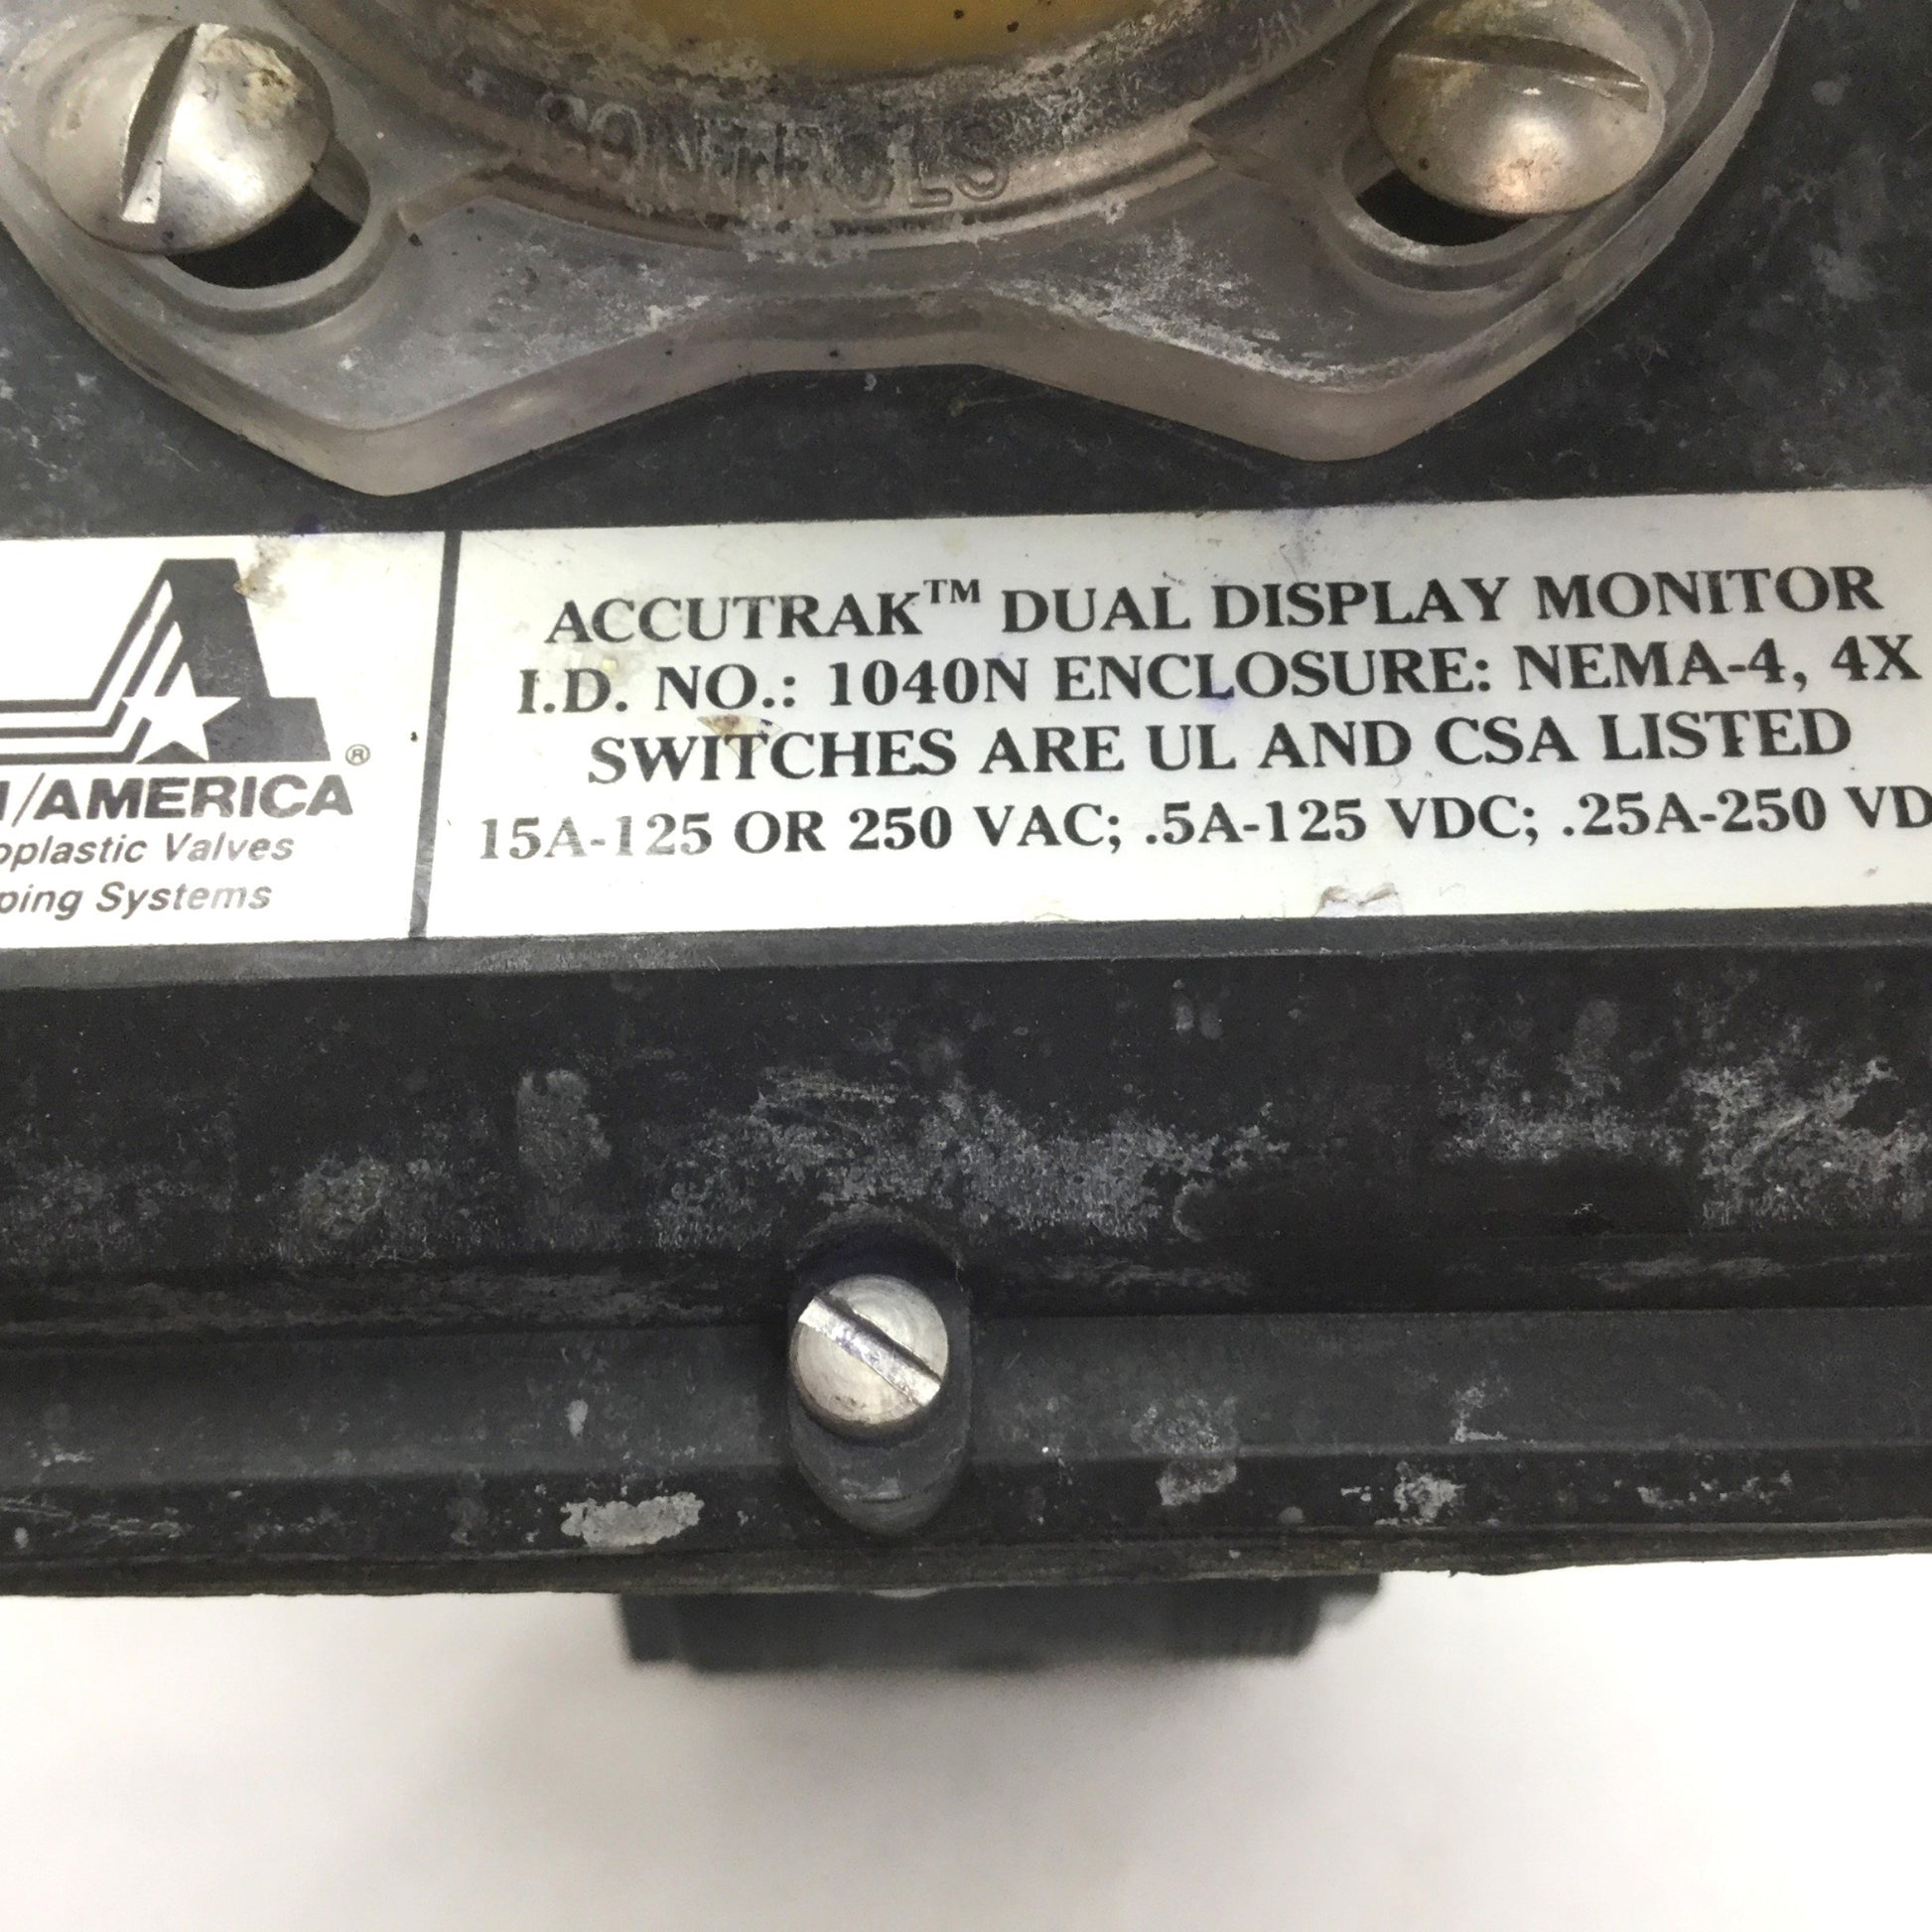 CONTROLS
ACCUTRAK™ DUAL DISPLAY MONITOR
I.D. NO.: 1040N ENCLOSURE: NEMA-4, 4X
SWITCHES ARE UL AND CSA LISTED
15A-125 OR 250 VAC; .5A-125 VDC; .25A-250 VD
®
/AMERICA
oplastic Valves
ping Systems